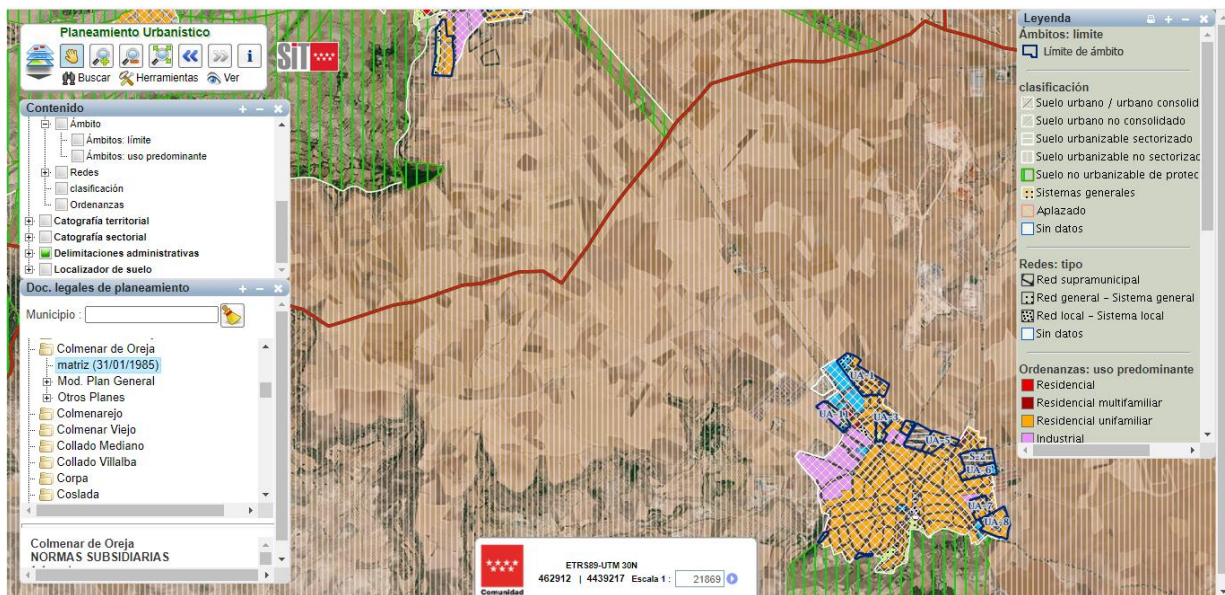 Planeamiento Urbanístico
Buscar Herramientas Ver
SiT
Contenido
Ámbito
Ámbitos: límite
Ámbitos: uso predominante
Redes
clasificación
Ordenanzas
Catografía territorial
Catografía sectorial
Delimitaciones administrativas
Localizador de suelo
Doc. legales de planeamiento
Municipio :
Colmenar de Oreja
matriz (31/01/1985)
Mod. Plan General
Otros Planes
Colmenarejo
Colmenar Viejo
Collado Mediano
Collado Villalba
Corpa
Coslada
Colmenar de Oreja
NORMAS SUBSIDIARIAS
Comunidad
ETRS89-UTM 30N
462912 | 4439217 Escala 1 : 21869
UA-1
UA-11
UA-3
UA-5
S-2
UA-6
UA-7
UA-8
Leyenda
Ámbitos: límite
Límite de ámbito
clasificación
Suelo urbano / urbano consolid
Suelo urbano no consolidado
Suelo urbanizable sectorizado
Suelo urbanizable no sectorizac
Suelo no urbanizable de protec
Sistemas generales
Aplazado
Sin datos
Redes: tipo
Red supramunicipal
Red general - Sistema general
Red local - Sistema local
Sin datos
Ordenanzas: uso predominante
Residencial
Residencial multifamiliar
Residencial unifamiliar
Industrial